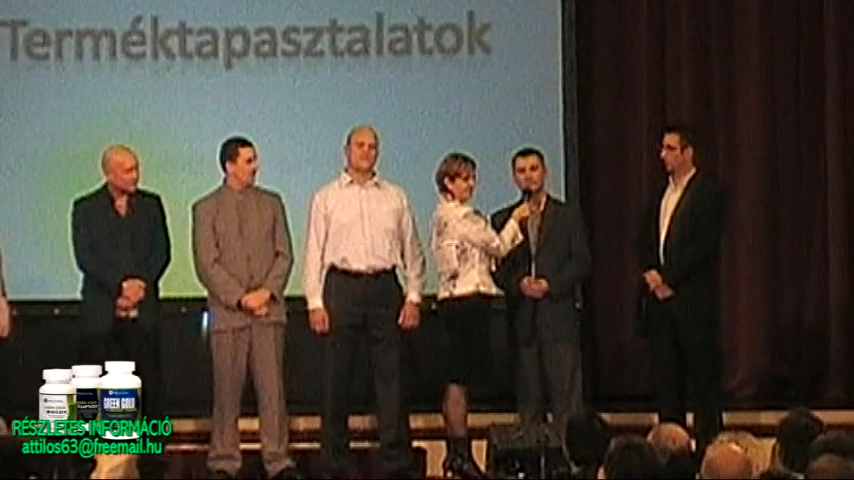 Terméktapasztalatok
GREEN GOLD
RÉSZLETES INFORMÁCIÓ
attilos63@freemail.hu